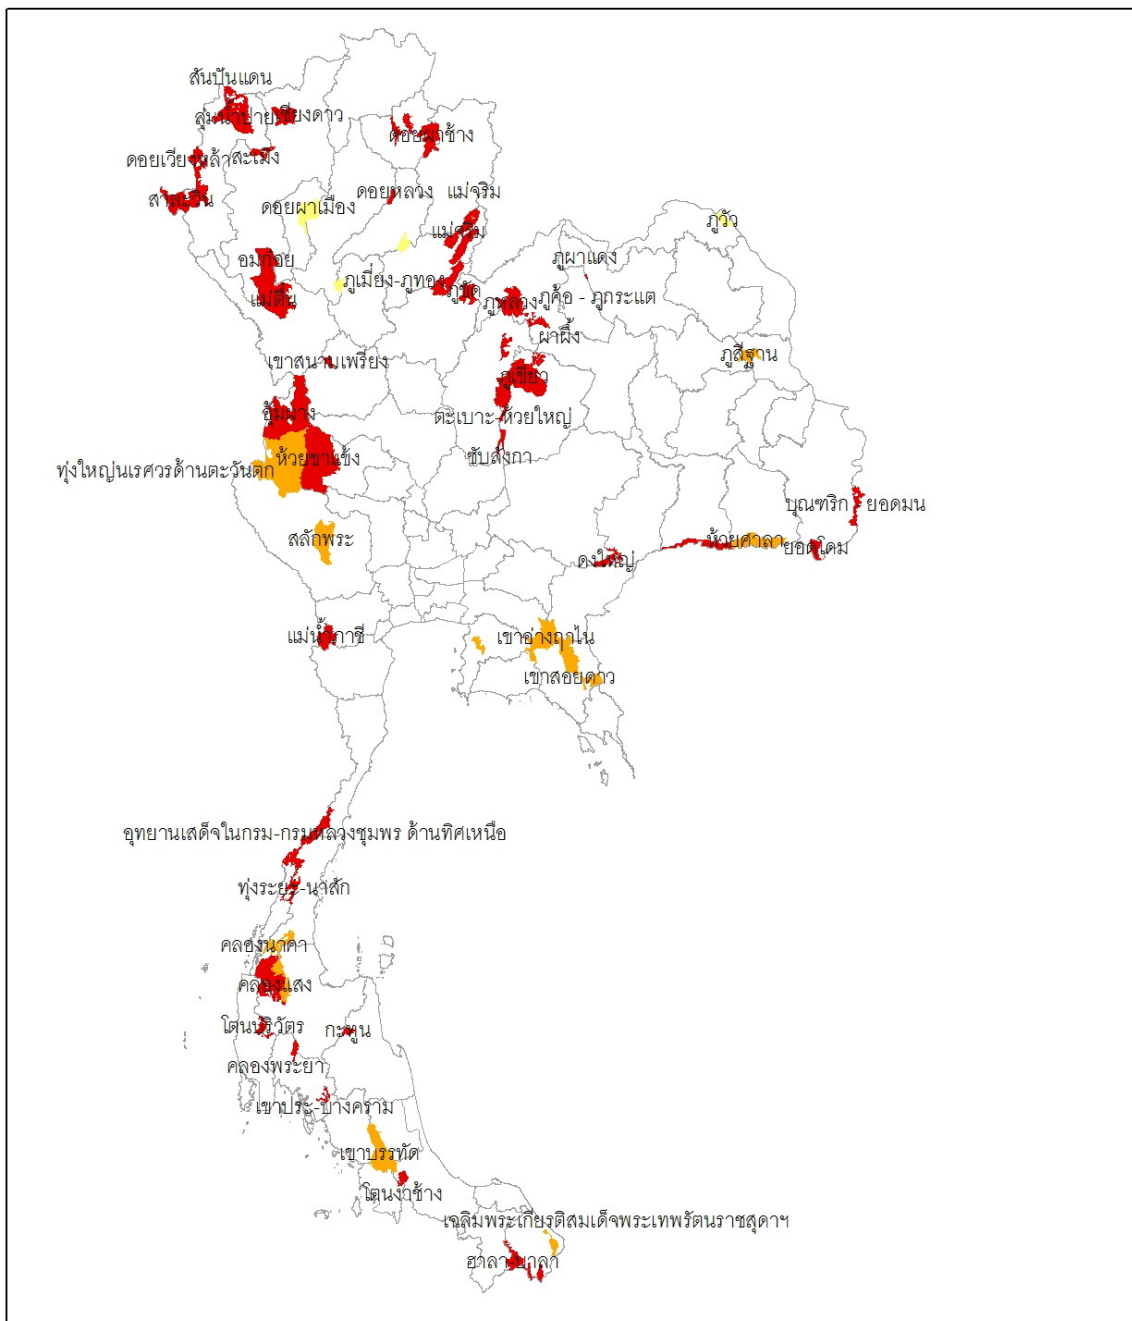 สันปันแดน
ลุ่มน้ำปาย
เชียงดาว
ดอยผาช้าง
ดอยเวียงหล้า
สะเมิง
สาละวิน
ดอยหลวง
แม่จริม
ดอยผาเมือง
แม่จริม
ภูวัว
อมก๋อย
ภูผาแดง
ภูเมี่ยง-ภูทอง
ภูขัด
แม่ตื่น
ภูหลวง
ภูค้อ - ภูกระแต
ผาผึ้ง
เขาสนามเพรียง
ภูสีฐาน
ภูเขียว
อุ้มผาง
ตะเบาะ-ห้วยใหญ่
ห้วยขาแข้ง
ซับลังกา
ทุ่งใหญ่นเรศวรด้านตะวันตก
บุณฑริก
ยอดมน
สลักพระ
ห้วยศาลา
ยอดโดม
ดงใหญ่
แม่น้ำภาชี
เขาอ่างฤาไน
เขาสอยดาว
อุทยานเสด็จในกรม-กรมหลวงชุมพร ด้านทิศเหนือ
ทุ่งระยะ-นาสัก
คลองนาคา
คลองแสง
โตนปริวัตร
กะทูน
คลองพระยา
เขาประ-บางคราม
เขาบรรทัด
โตนงาช้าง
เฉลิมพระเกียรติสมเด็จพระเทพรัตนราชสุดาฯ
ฮาลา-บาลา